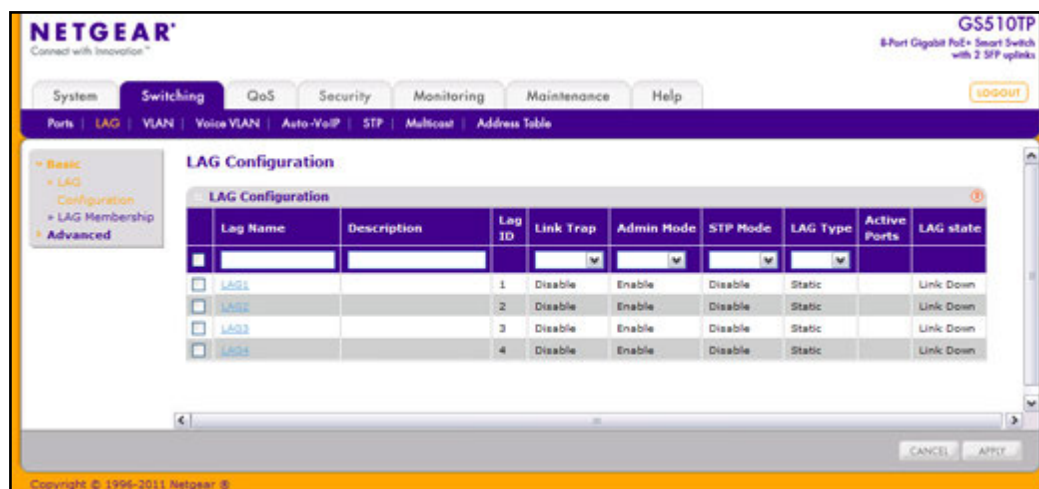 NETGEAR®
Connect with Innovation™
GS510TP
8-Port Gigabit PoE+ Smart Switch
with 2 SFP uplinks
System Switching QoS Security Monitoring Maintenance Help LOGOUT
Ports | LAG | VLAN | Voice VLAN | Auto-VoIP | STP | Multicast | Address Table
Basic
LAG
Configuration
LAG Membership
Advanced
LAG Configuration
LAG Configuration
Lag Name Description Lag ID Link Trap Admin Mode STP Mode LAG Type Active Ports LAG state
LAG1 1 Disable Enable Disable Static Link Down
LAG2 2 Disable Enable Disable Static Link Down
LAG3 3 Disable Enable Disable Static Link Down
LAG4 4 Disable Enable Disable Static Link Down
CANCEL APPLY
Copyright © 1996-2011 Netgear ®